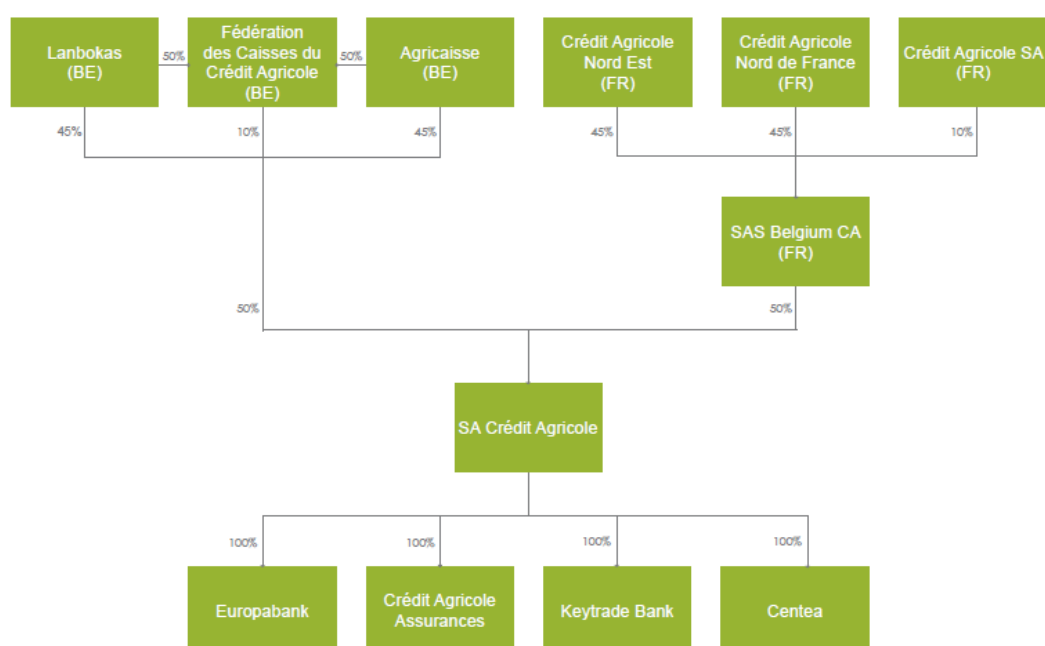 Lanbokas
(BE)
50%
Fédération
des Caisses du
Crédit Agricole
(BE)
50%
Agricaisse
(BE)
Crédit Agricole
Nord Est
(FR)
Crédit Agricole
Nord de France
(FR)
Crédit Agricole SA
(FR)
45%
10%
45%
45%
45%
10%
SAS Belgium CA
(FR)
50%
50%
SA Crédit Agricole
100%
100%
100%
100%
Europabank
Crédit Agricole
Assurances
Keytrade Bank
Centea